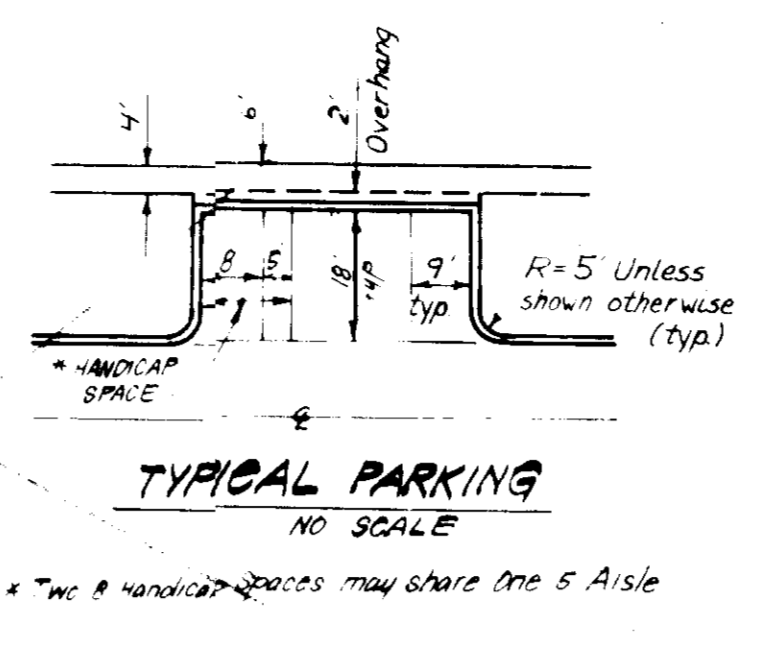 4'
6'
2'
Overhang
8
5'
18'
typ
9'
typ.
R=5' Unless
shown otherwise
(typ.)
* HANDICAP
SPACE
℄
TYPICAL PARKING
NO SCALE
* Two 8 Handicap Spaces may share One 5 Aisle